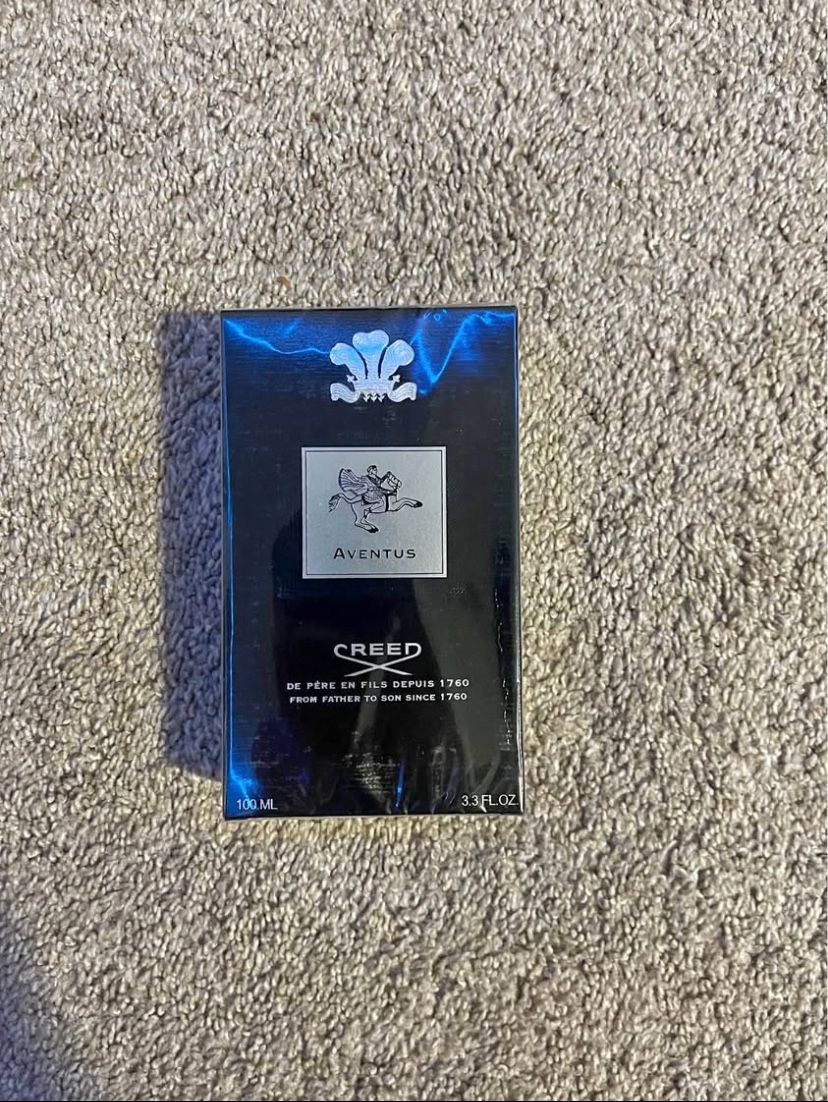 AVENTUS
CREED
DE PÈRE EN FILS DEPUIS 1760
FROM FATHER TO SON SINCE 1760
100 ML
3.3 FL.OZ.